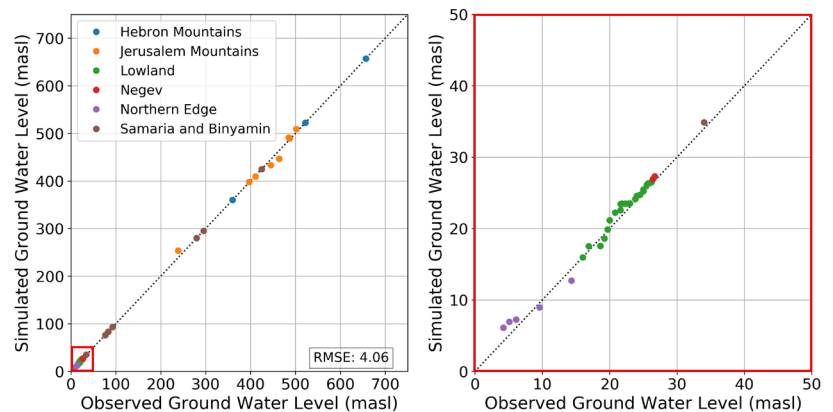 Simulated Ground Water Level (masl)
700
600
500
400
300
200
100
0
Hebron Mountains
Jerusalem Mountains
Lowland
Negev
Northern Edge
Samaria and Binyamin
RMSE: 4.06
0 100 200 300 400 500 600 700
Observed Ground Water Level (masl)
Simulated Ground Water Level (masl)
50
40
30
20
10
0
0 10 20 30 40 50
Observed Ground Water Level (masl)